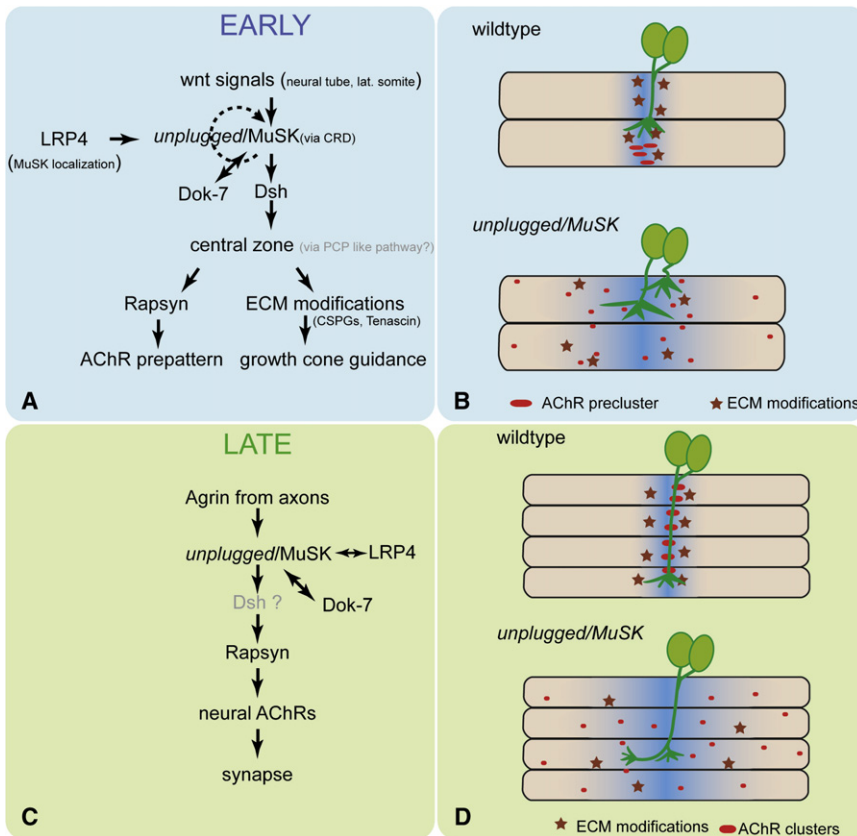 EARLY
wnt signals (neural tube, lat. somite)
LRP4
(MuSK localization)
unplugged/MuSK(via CRD)
Dok-7
Dsh
central zone (via PCP like pathway?)
Rapsyn
ECM modifications
(CSPGs, Tenascin)
AChR prepattern
growth cone guidance
A
wildtype
unplugged/MuSK
B
AChR precluster
ECM modifications
LATE
Agrin from axons
unplugged/MuSK
LRP4
Dsh ?
Dok-7
Rapsyn
neural AChRs
synapse
C
wildtype
unplugged/MuSK
D
ECM modifications
AChR clusters